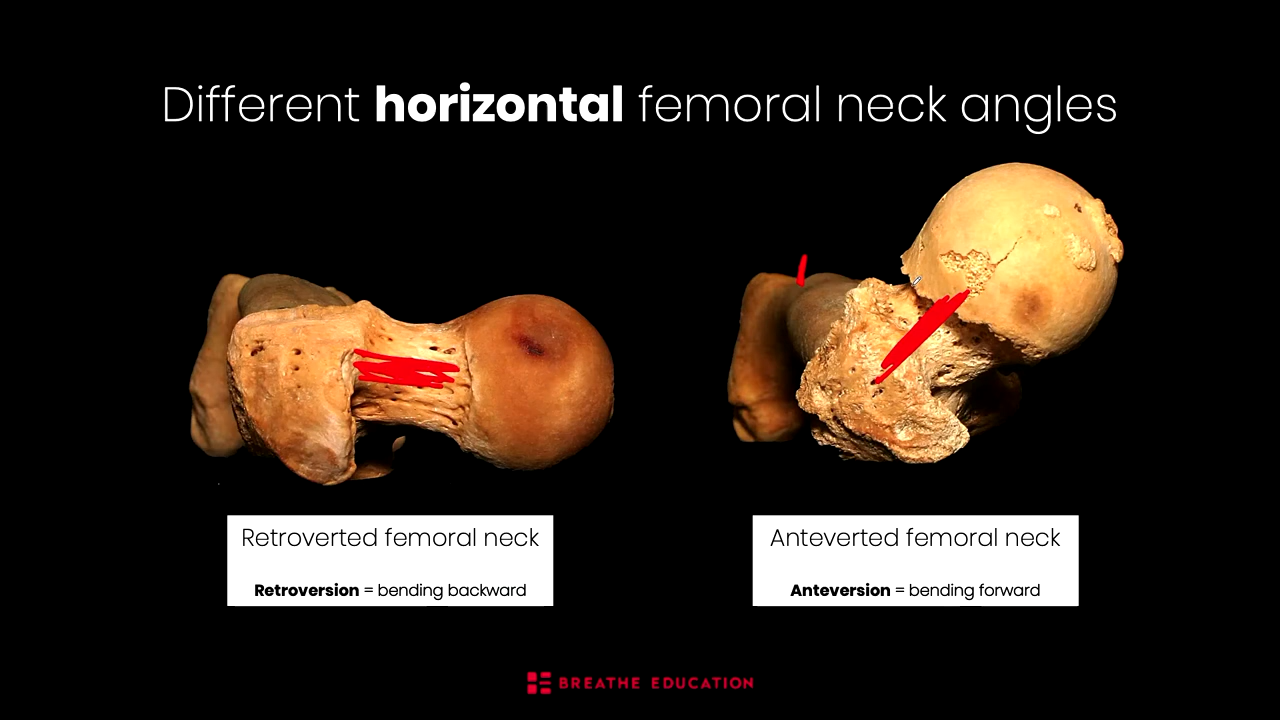 Different horizontal femoral neck angles
Retroverted femoral neck
Retroversion = bending backward
Anteverted femoral neck
Anteversion = bending forward
BREATHE EDUCATION